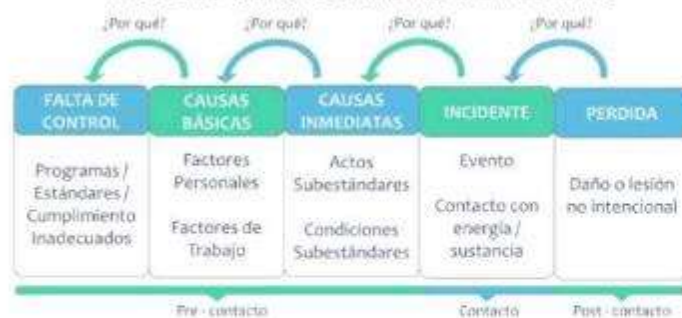 ¿Por qué? ¿Por qué? ¿Por qué? ¿Por qué?
FALTA DE CONTROL
CAUSAS BÁSICAS
CAUSAS INMEDIATAS
INCIDENTE
PERDIDA
Programas /
Estándares /
Cumplimiento
Inadecuados
Factores
Personales
Factores de
Trabajo
Actos
Subestándares
Condiciones
Subestándares
Evento
Contacto con
energía /
sustancia
Daño o lesión
no intencional
Pre - contacto
Contacto
Post - contacto